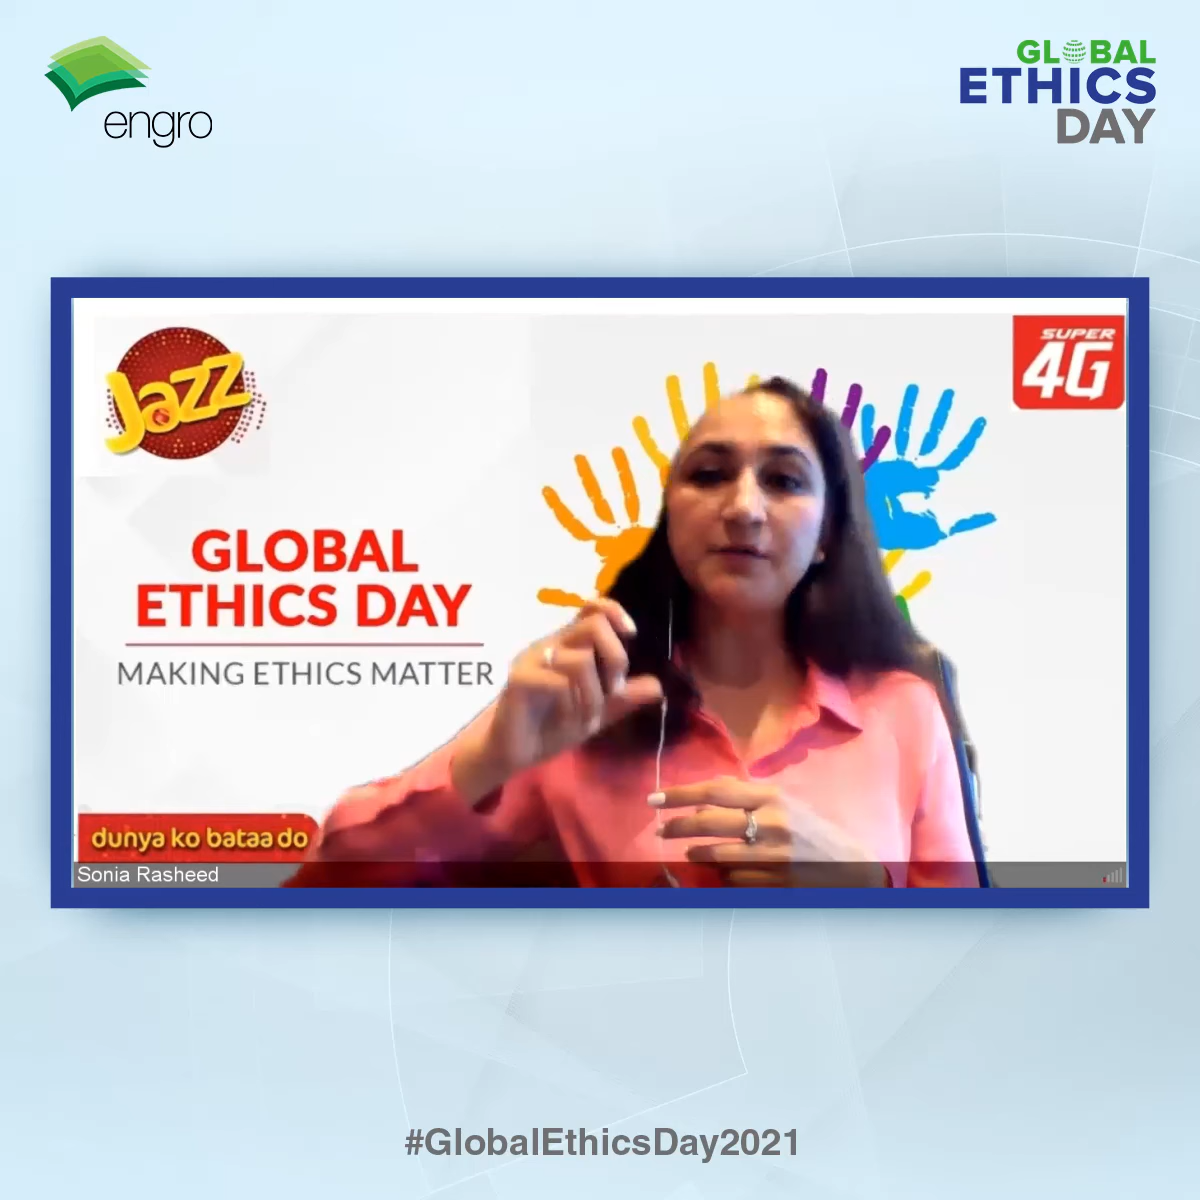 engro
GLOBAL
ETHICS
DAY
Jazz
SUPER
4G
GLOBAL
ETHICS DAY
MAKING ETHICS MATTER
dunya ko bataa do
Sonia Rasheed
#GlobalEthicsDay2021